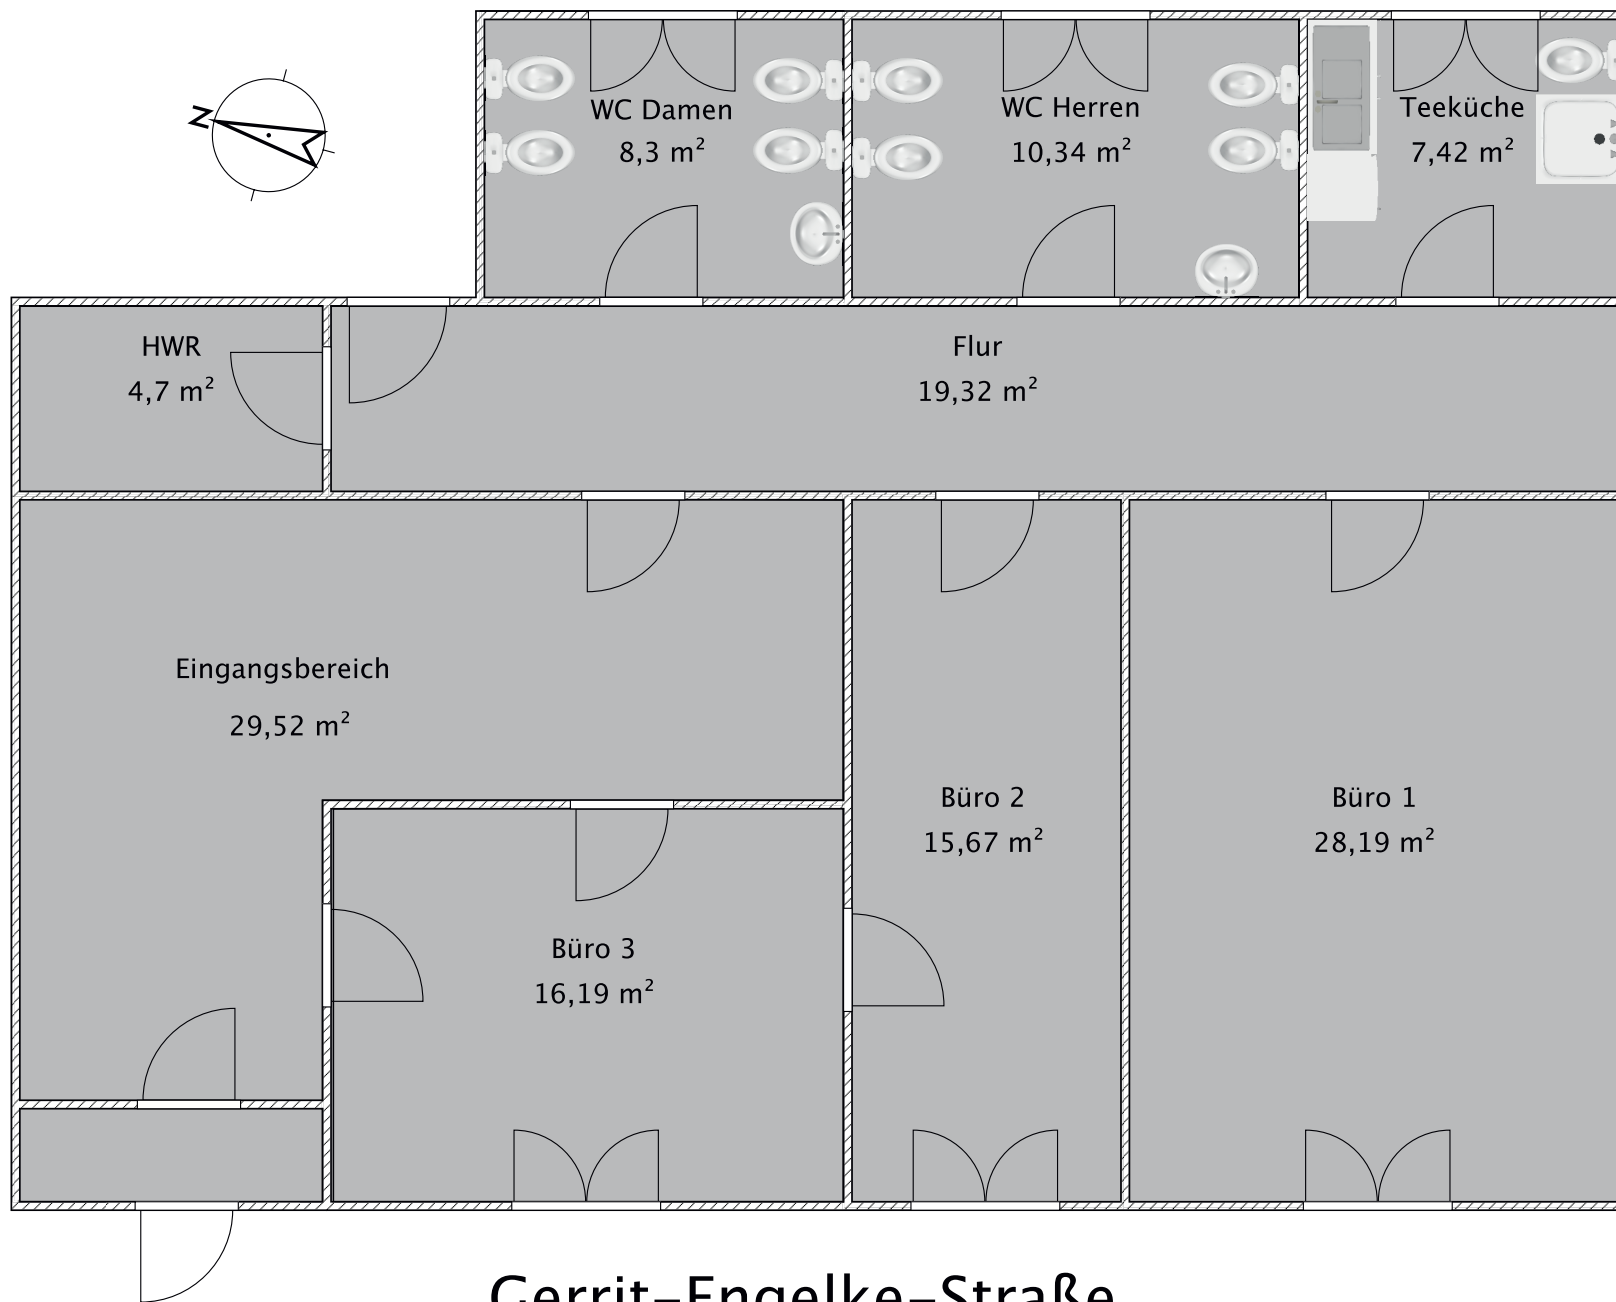 N
WC Damen
8,3 m²
WC Herren
10,34 m²
Teeküche
7,42 m²
HWR
4,7 m²
Flur
19,32 m²
Eingangsbereich
29,52 m²
Büro 2
15,67 m²
Büro 1
28,19 m²
Büro 3
16,19 m²
Gerrit-Engelke-Straße